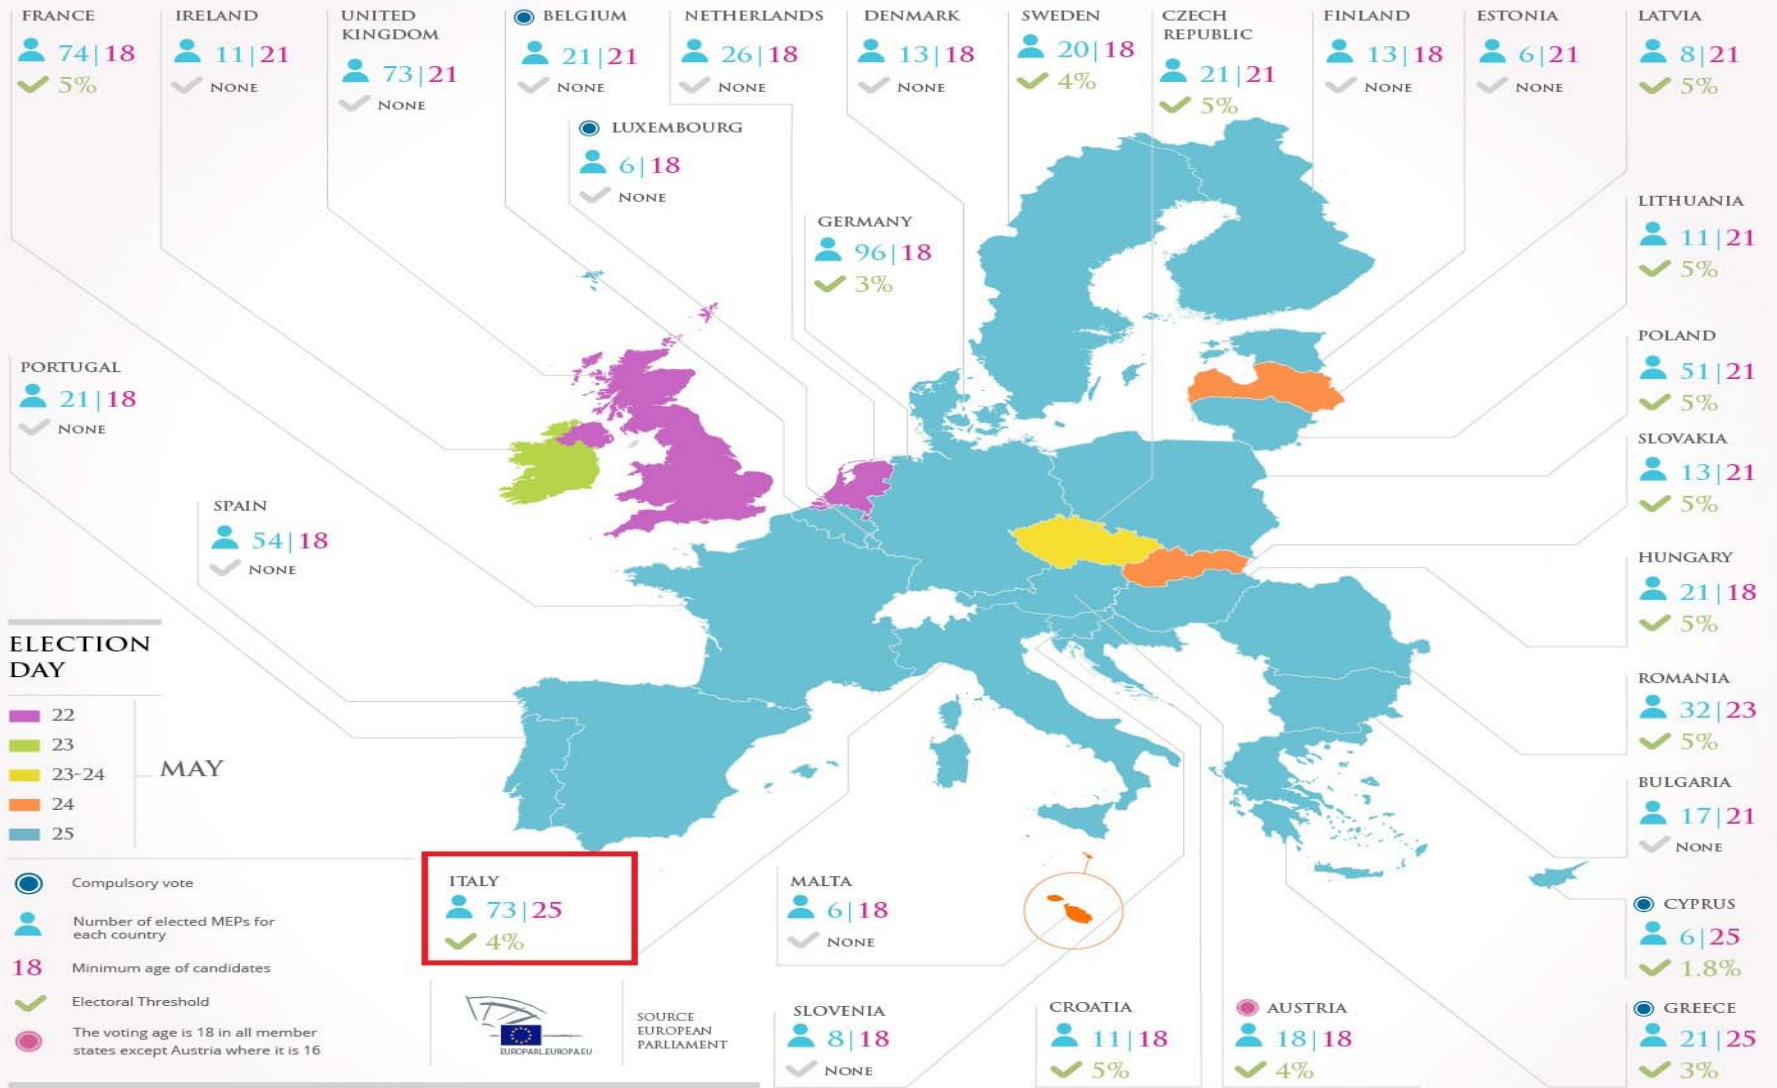 FRANCE
74|18
5%
IRELAND
11|21
NONE
UNITED
KINGDOM
73|21
NONE
BELGIUM
21|21
NONE
NETHERLANDS
26|18
NONE
DENMARK
13|18
NONE
SWEDEN
20|18
4%
CZECH
REPUBLIC
21|21
5%
FINLAND
13|18
NONE
ESTONIA
6|21
NONE
LATVIA
8|21
5%
LUXEMBOURG
6|18
NONE
GERMANY
96|18
3%
LITHUANIA
11|21
5%
POLAND
51|21
5%
PORTUGAL
21|18
NONE
SLOVAKIA
13|21
5%
SPAIN
54|18
NONE
HUNGARY
21|18
5%
ROMANIA
32|23
5%
BULGARIA
17|21
NONE
ELECTION
DAY
22
23
23-24
24
25
MAY
Compulsory vote
Number of elected MEPs for
each country
18 Minimum age of candidates
Electoral Threshold
The voting age is 18 in all member
states except Austria where it is 16
ITALY
73|25
4%
MALTA
6|18
NONE
CYPRUS
6|25
1.8%
EUROPARL.EUROPA.EU
SOURCE
EUROPEAN
PARLIAMENT
SLOVENIA
8|18
NONE
CROATIA
11|18
5%
AUSTRIA
18|18
4%
GREECE
21|25
3%